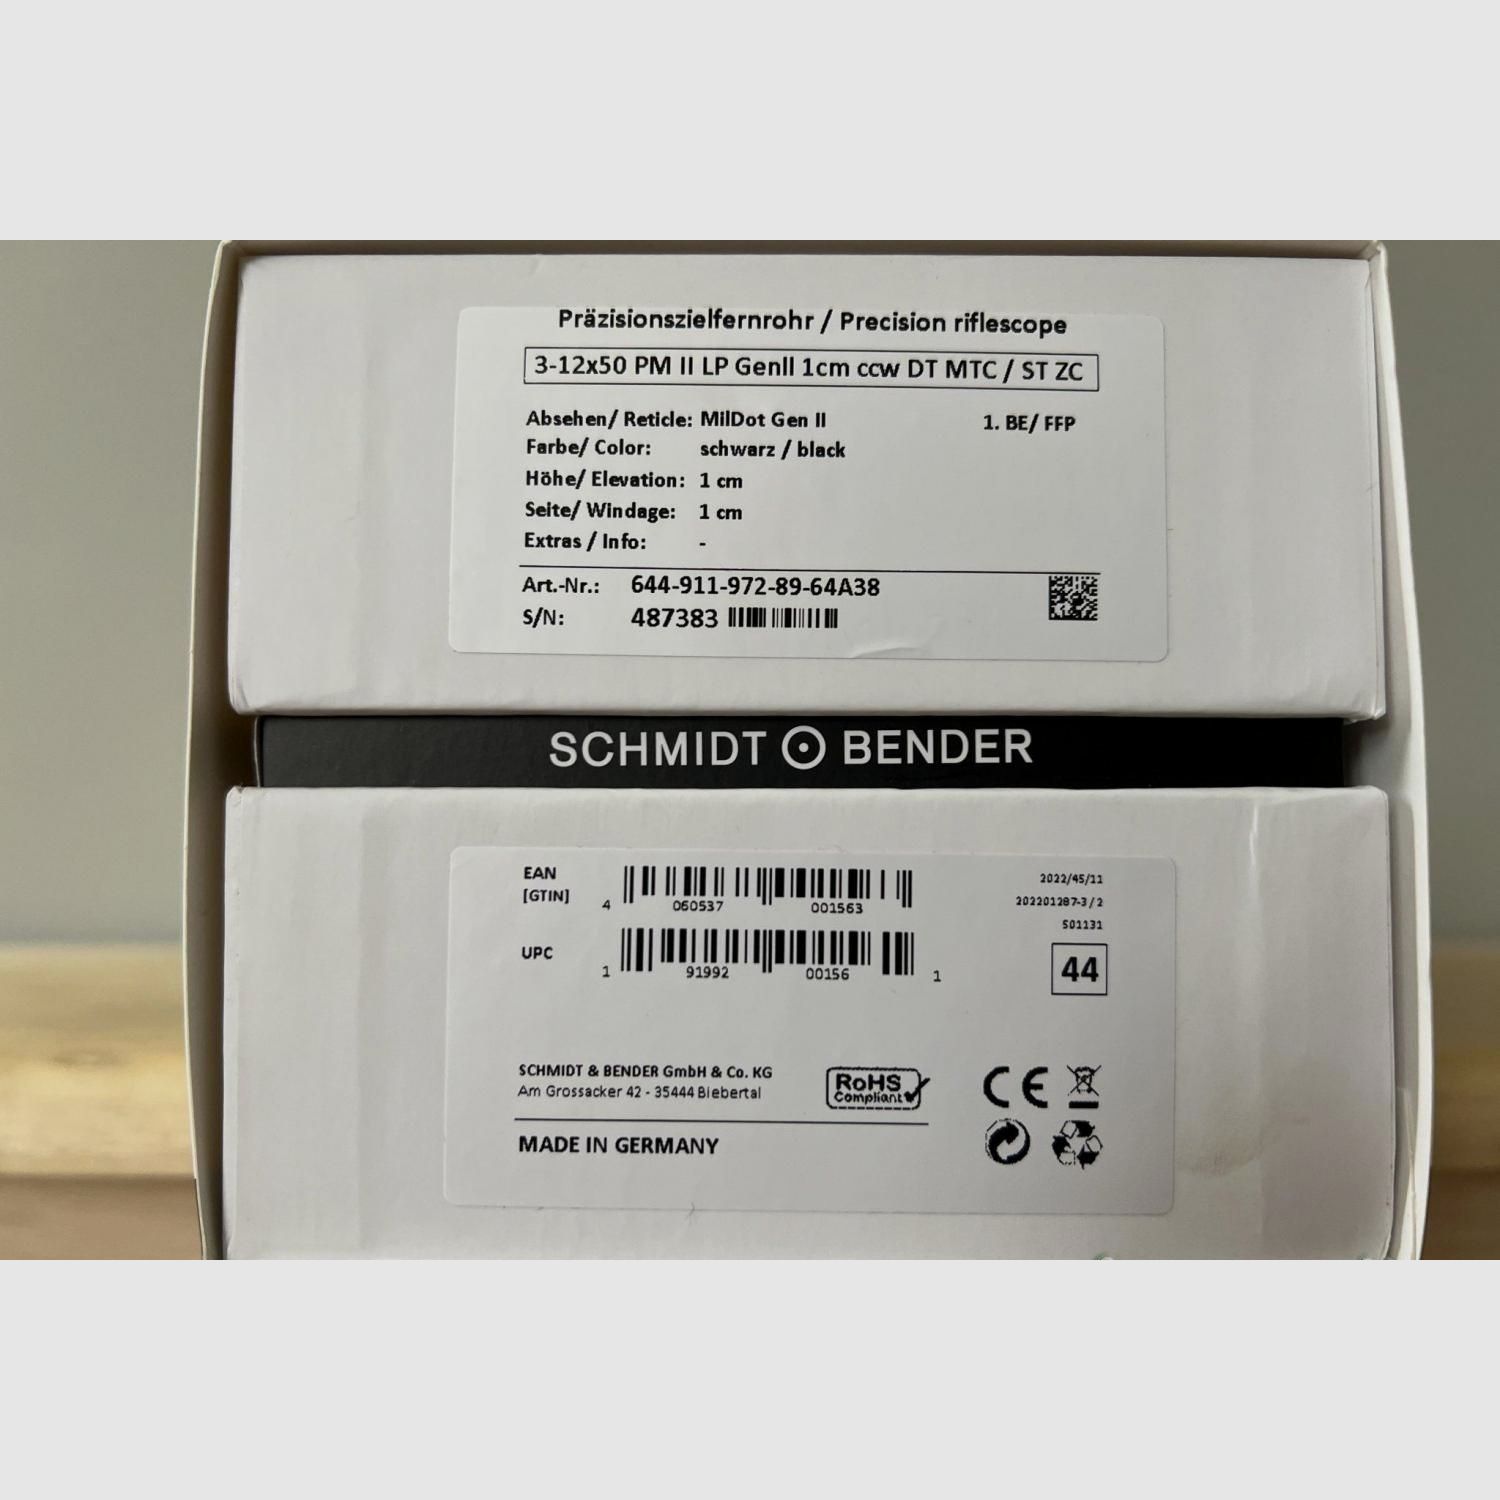 Präzisionszielfernrohr / Precision riflescope
3-12x50 PM II LP GenII 1cm ccw DT MTC / ST ZC
Absehen/ Reticle: MilDot Gen II 1. BE/ FFP
Farbe/ Color: schwarz / black
Höhe/ Elevation: 1 cm
Seite/ Windage: 1 cm
Extras / Info: -
Art.-Nr.: 644-911-972-89-64A38
S/N: 487383
SCHMIDT BENDER
EAN
[GTIN]
4 060537 001563
2022/45/11
202201287-3/2
501131
UPC
1 91992 00156 1
44
SCHMIDT & BENDER GmbH & Co. KG
Am Grossacker 42 - 35444 Biebertal
RoHS
Compliant
CE
MADE IN GERMANY